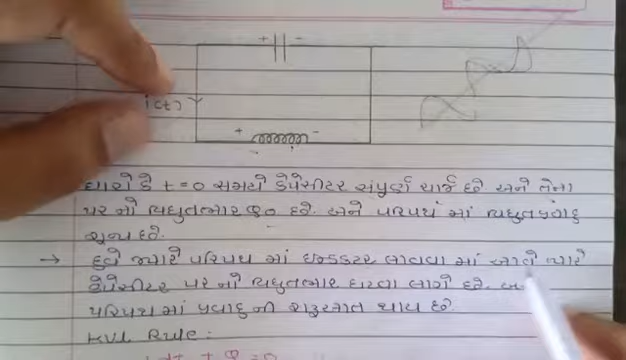 + -
i(t)
+ -
ધારોકે t=0 સમયે કેપેસીટર સંપુર્ણ ચાર્જ છે અને તેના
પર નો વિદ્યુતભાર q0 છે. અને પરિપથ માં વિદ્યુતપ્રવાહ
શૂન્ય છે.
→ હવે જ્યારે પરિપથ માં ઇન્ડક્ટર લાવવા માં આવે ત્યારે
કેપેસીટર પર નો વિદ્યુતભાર ઘટવા લાગે છે.
પરિપથમાં પ્રવાહ ની શરૂઆત થાય છે.
KVL Rule: